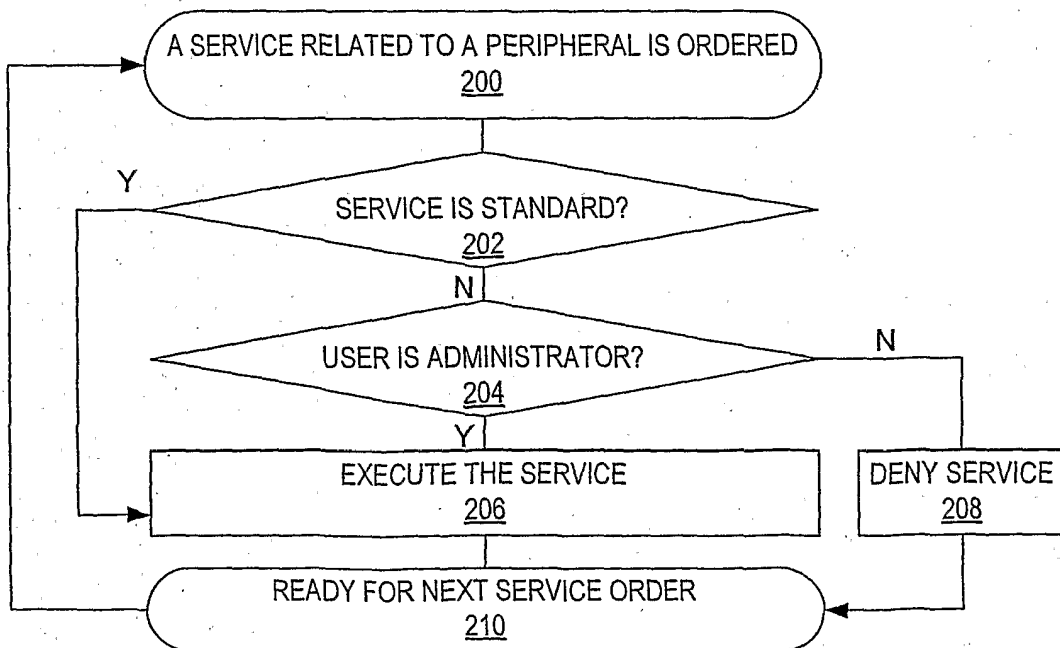 A SERVICE RELATED TO A PERIPHERAL IS ORDERED
200
Y
SERVICE IS STANDARD?
202
N
USER IS ADMINISTRATOR?
204
N
Y
EXECUTE THE SERVICE
206
DENY SERVICE
208
READY FOR NEXT SERVICE ORDER
210